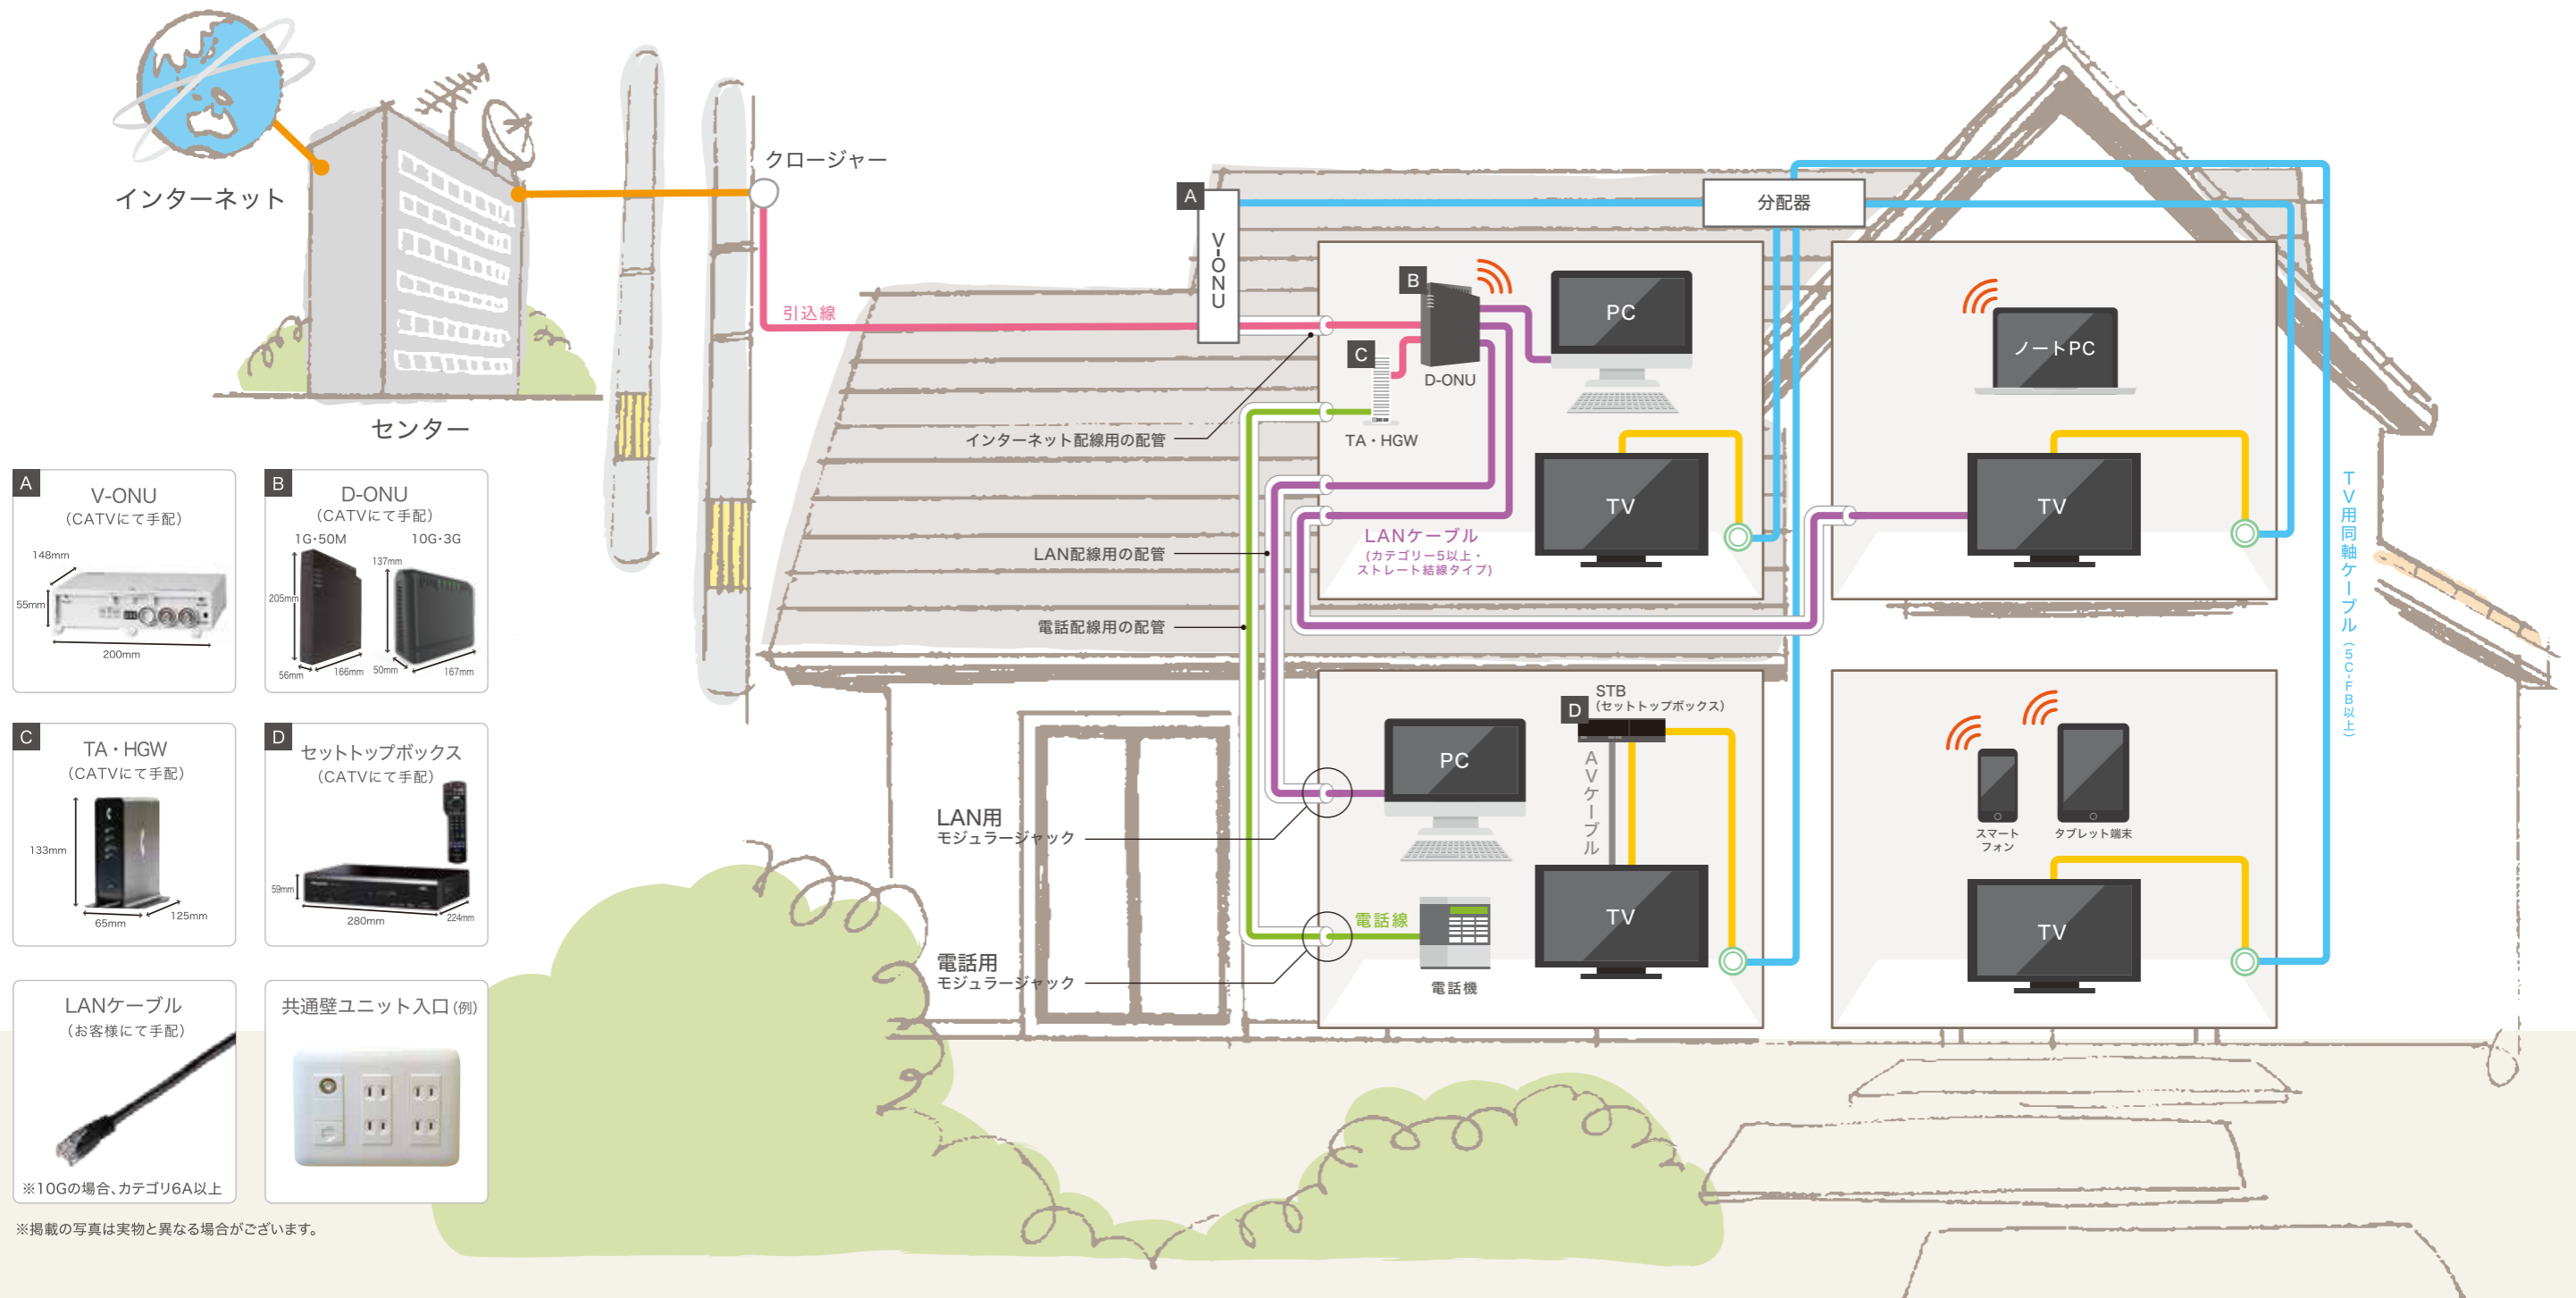 インターネット
センター
クロージャー
引込線
A
V-ONU
分配器
B
D-ONU
C
TA・HGW
PC
TV
ノートPC
TV
インターネット配線用の配管
LANケーブル
(カテゴリー5以上・
ストレート結線タイプ)
LAN配線用の配管
電話配線用の配管
TV用同軸ケーブル(5C-FB以上)
D
STB
(セットトップボックス)
PC
AVケーブル
TV
LAN用
モジュラージャック
電話線
電話機
電話用
モジュラージャック
スマート
フォン
タブレット端末
TV
A
V-ONU
(CATVにて手配)
148mm
55mm
200mm
B
D-ONU
(CATVにて手配)
1G・50M
10G・3G
205mm
137mm
56mm
166mm
50mm
167mm
C
TA・HGW
(CATVにて手配)
133mm
65mm
125mm
D
セットトップボックス
(CATVにて手配)
59mm
280mm
224mm
LANケーブル
(お客様にて手配)
※10Gの場合、カテゴリ6A以上
共通壁ユニット入口(例)
※掲載の写真は実物と異なる場合がございます。